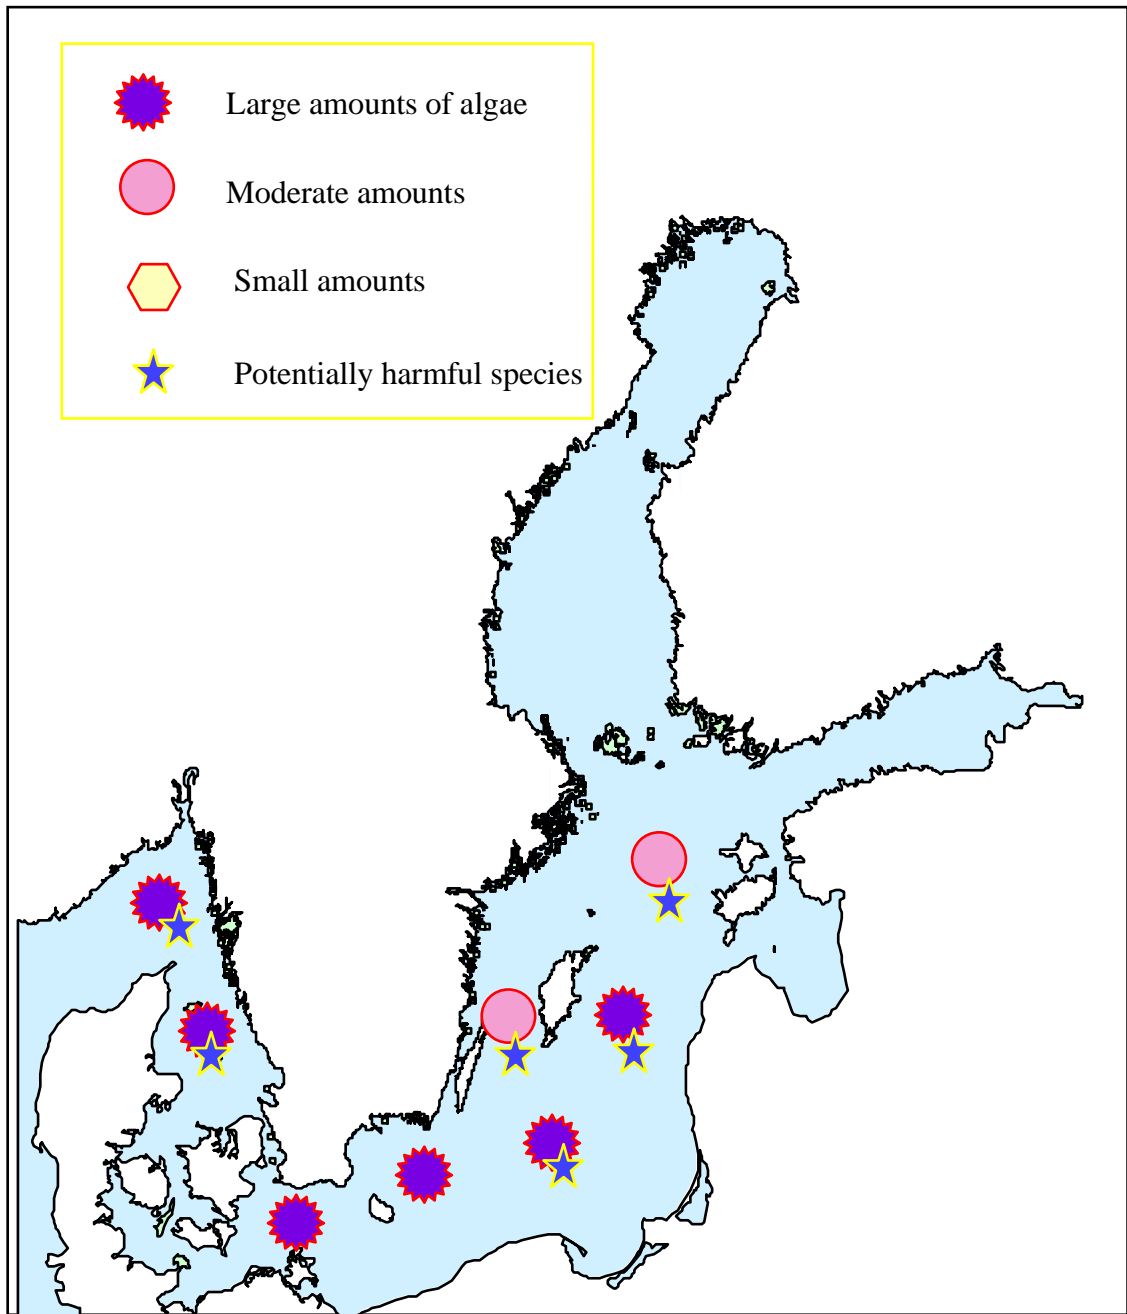 Large amounts of algae
Moderate amounts
Small amounts
Potentially harmful species